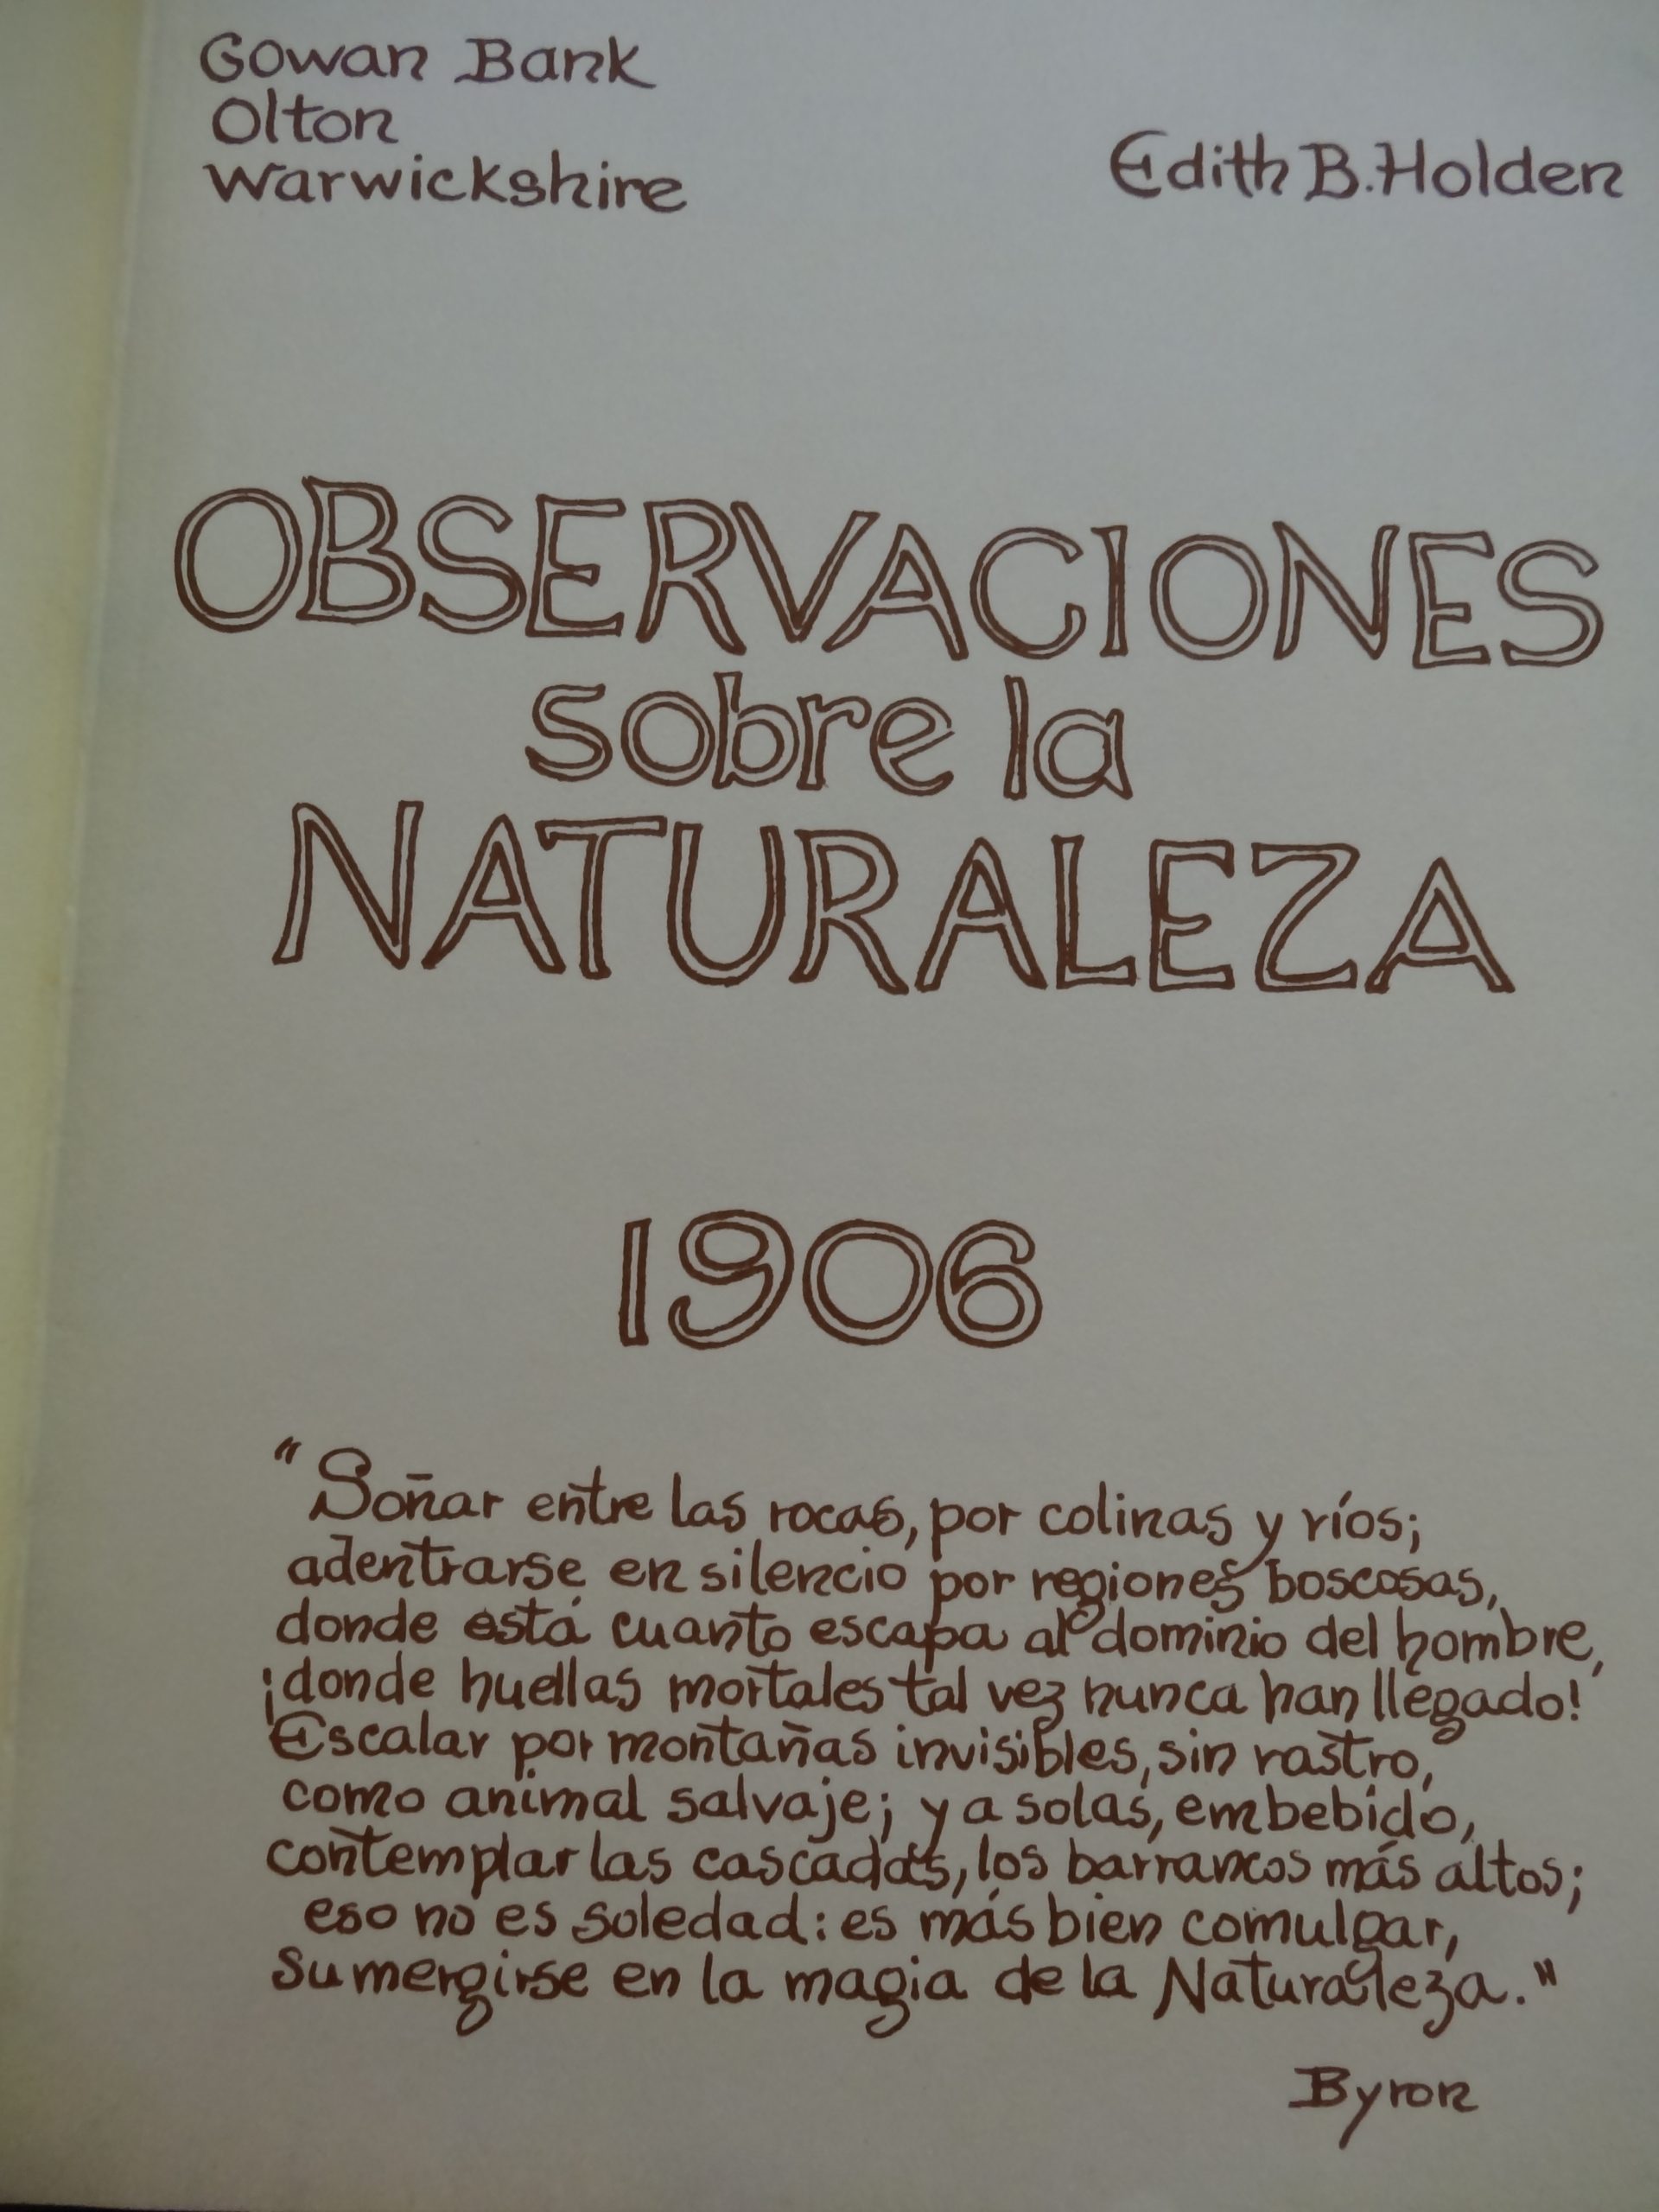 Gowan Bank
Olton
Warwickshire
Edith B. Holden
OBSERVACIONES
sobre la
NATURALEZA
1906
"Soñar entre las rocas, por colinas y ríos;
adentrarse en silencio por regiones boscosas,
donde está cuanto escapa al dominio del hombre,
¡donde huellas mortales tal vez nunca han llegado!
Escalar por montañas invisibles, sin rastro,
como animal salvaje; y a solas, embebido,
contemplar las cascadas, los barrancos más altos;
eso no es soledad: es más bien comulgar,
sumergirse en la magia de la Naturaleza."
Byron